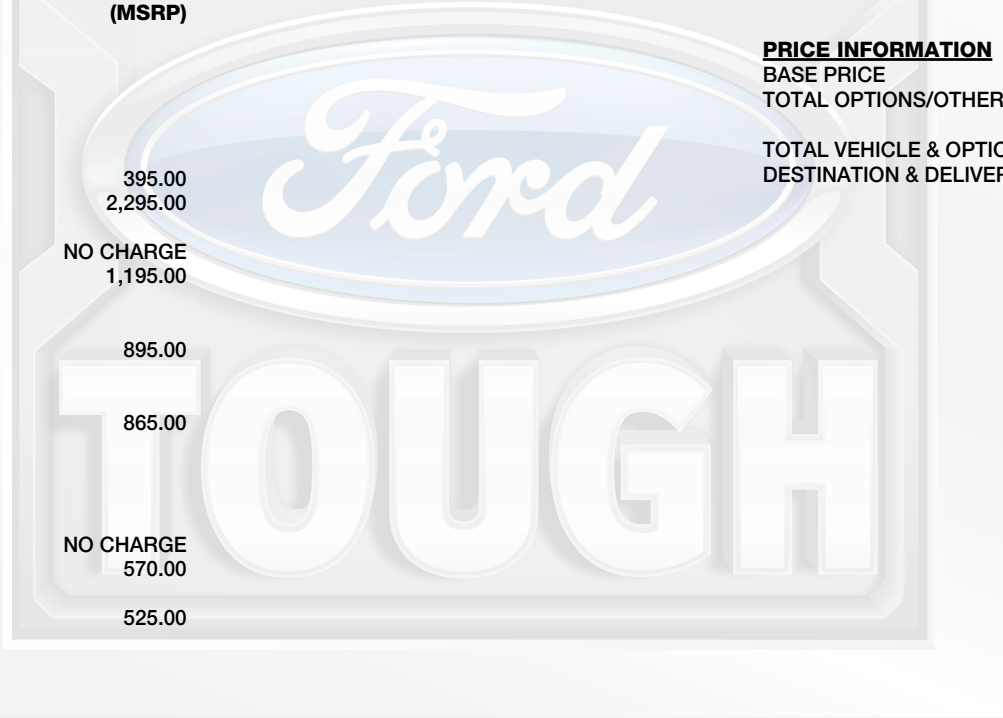 (MSRP)
395.00
2,295.00
NO CHARGE
1,195.00
895.00
865.00
NO CHARGE
570.00
525.00
PRICE INFORMATION
BASE PRICE
TOTAL OPTIONS/OTHER
TOTAL VEHICLE & OPTIO
DESTINATION & DELIVER
Ford
TOUGH